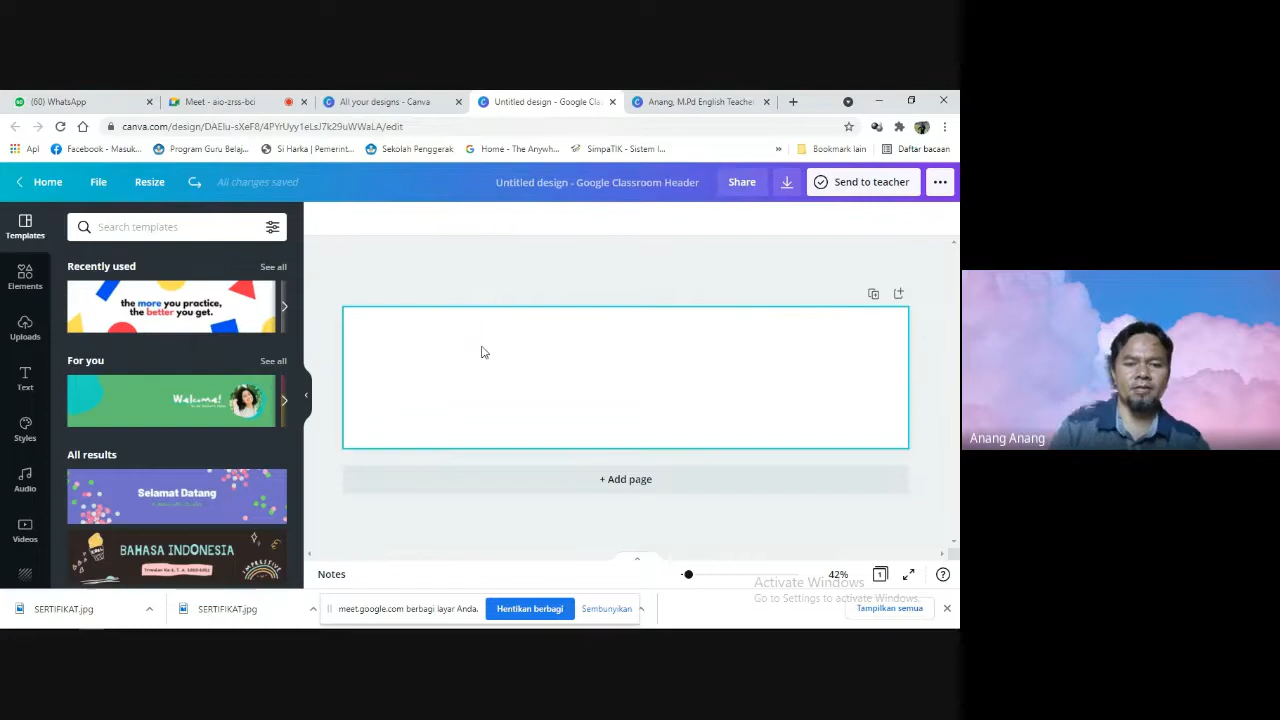 (60) WhatsApp
Meet - aio-zrss-bci
All your designs - Canva
Untitled design - Google Cla
Anang, M.Pd English Teache
canva.com/design/DAElu-sXeF8/4PYrUyy1eLsJ7k29uWWaLA/edit
Apl
Facebook - Masuk...
Program Guru Belaj...
Si Harka | Pemerint...
Sekolah Penggerak
Home - The Anywh...
SimpaTIK - Sistem I...
»
Bookmark lain
Daftar bacaan
Home
File
Resize
All changes saved
Untitled design - Google Classroom Header
Share
Send to teacher
Templates
Search templates
Recently used
See all
the more you practice,
the better you get.
Elements
Uploads
For you
See all
Welcome!
Text
Styles
All results
Selamat Datang
Audio
BAHASA INDONESIA
IMPRESSIVE
Videos
+ Add page
Notes
42%
1
Activate Windows
Go to Settings to activate Windows.
SERTIFIKAT.jpg
SERTIFIKAT.jpg
meet.google.com berbagi layar Anda.
Hentikan berbagi
Sembunyikan
Tampilkan semua
Anang Anang